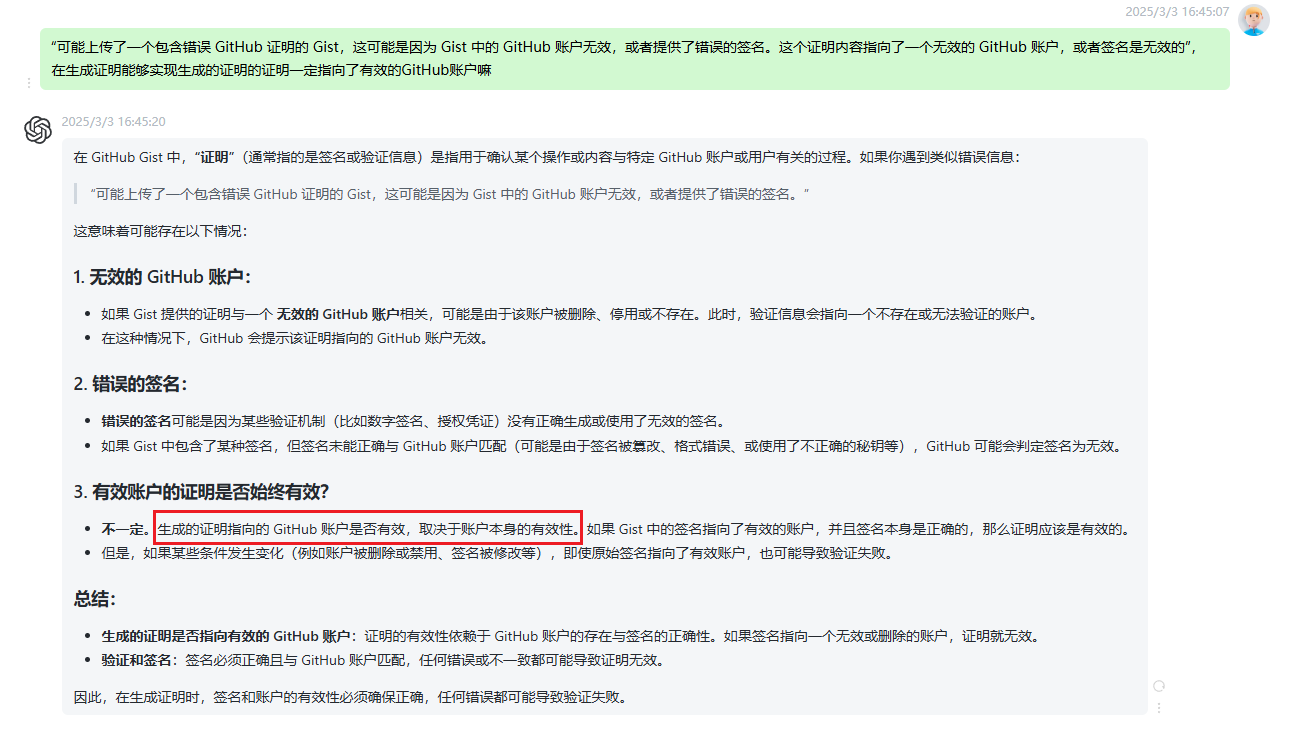 2025/3/3 16:45:07
“可能上传了一个包含错误 GitHub 证明的 Gist，这可能是因为 Gist 中的 GitHub 账户无效，或者提供了错误的签名。这个证明内容指向了一个无效的 GitHub 账户，或者签名是无效的”，
在生成证明能够实现生成的证明的证明一定指向了有效的GitHub账户嘛
2025/3/3 16:45:20
在 GitHub Gist 中，“证明”（通常指的是签名或验证信息）是指用于确认某个操作或内容与特定 GitHub 账户或用户有关的过程。如果你遇到类似错误信息：
“可能上传了一个包含错误 GitHub 证明的 Gist，这可能是因为 Gist 中的 GitHub 账户无效，或者提供了错误的签名。”
这意味着可能存在以下情况：
1. 无效的 GitHub 账户：
• 如果 Gist 提供的证明与一个 无效的 GitHub 账户相关，可能是由于该账户被删除、停用或不存在。此时，验证信息会指向一个不存在或无法验证的账户。
• 在这种情况下，GitHub 会提示该证明指向的 GitHub 账户无效。
2. 错误的签名：
• 错误的签名可能是因为某些验证机制（比如数字签名、授权凭证）没有正确生成或使用了无效的签名。
• 如果 Gist 中包含了某种签名，但签名未能正确与 GitHub 账户匹配（可能是由于签名被篡改、格式错误、或使用了不正确的秘钥等），GitHub 可能会判定签名为无效。
3. 有效账户的证明是否始终有效？
• 不一定。生成的证明指向的 GitHub 账户是否有效，取决于账户本身的有效性。如果 Gist 中的签名指向了有效的账户，并且签名本身是正确的，那么证明应该是有效的。
• 但是，如果某些条件发生变化（例如账户被删除或禁用、签名被修改等），即使原始签名指向了有效账户，也可能导致验证失败。
总结：
• 生成的证明是否指向有效的 GitHub 账户：证明的有效性依赖于 GitHub 账户的存在与签名的正确性。如果签名指向一个无效或删除的账户，证明就无效。
• 验证和签名：签名必须正确且与 GitHub 账户匹配，任何错误或不一致都可能导致证明无效。
因此，在生成证明时，签名和账户的有效性必须确保正确，任何错误都可能导致验证失败。